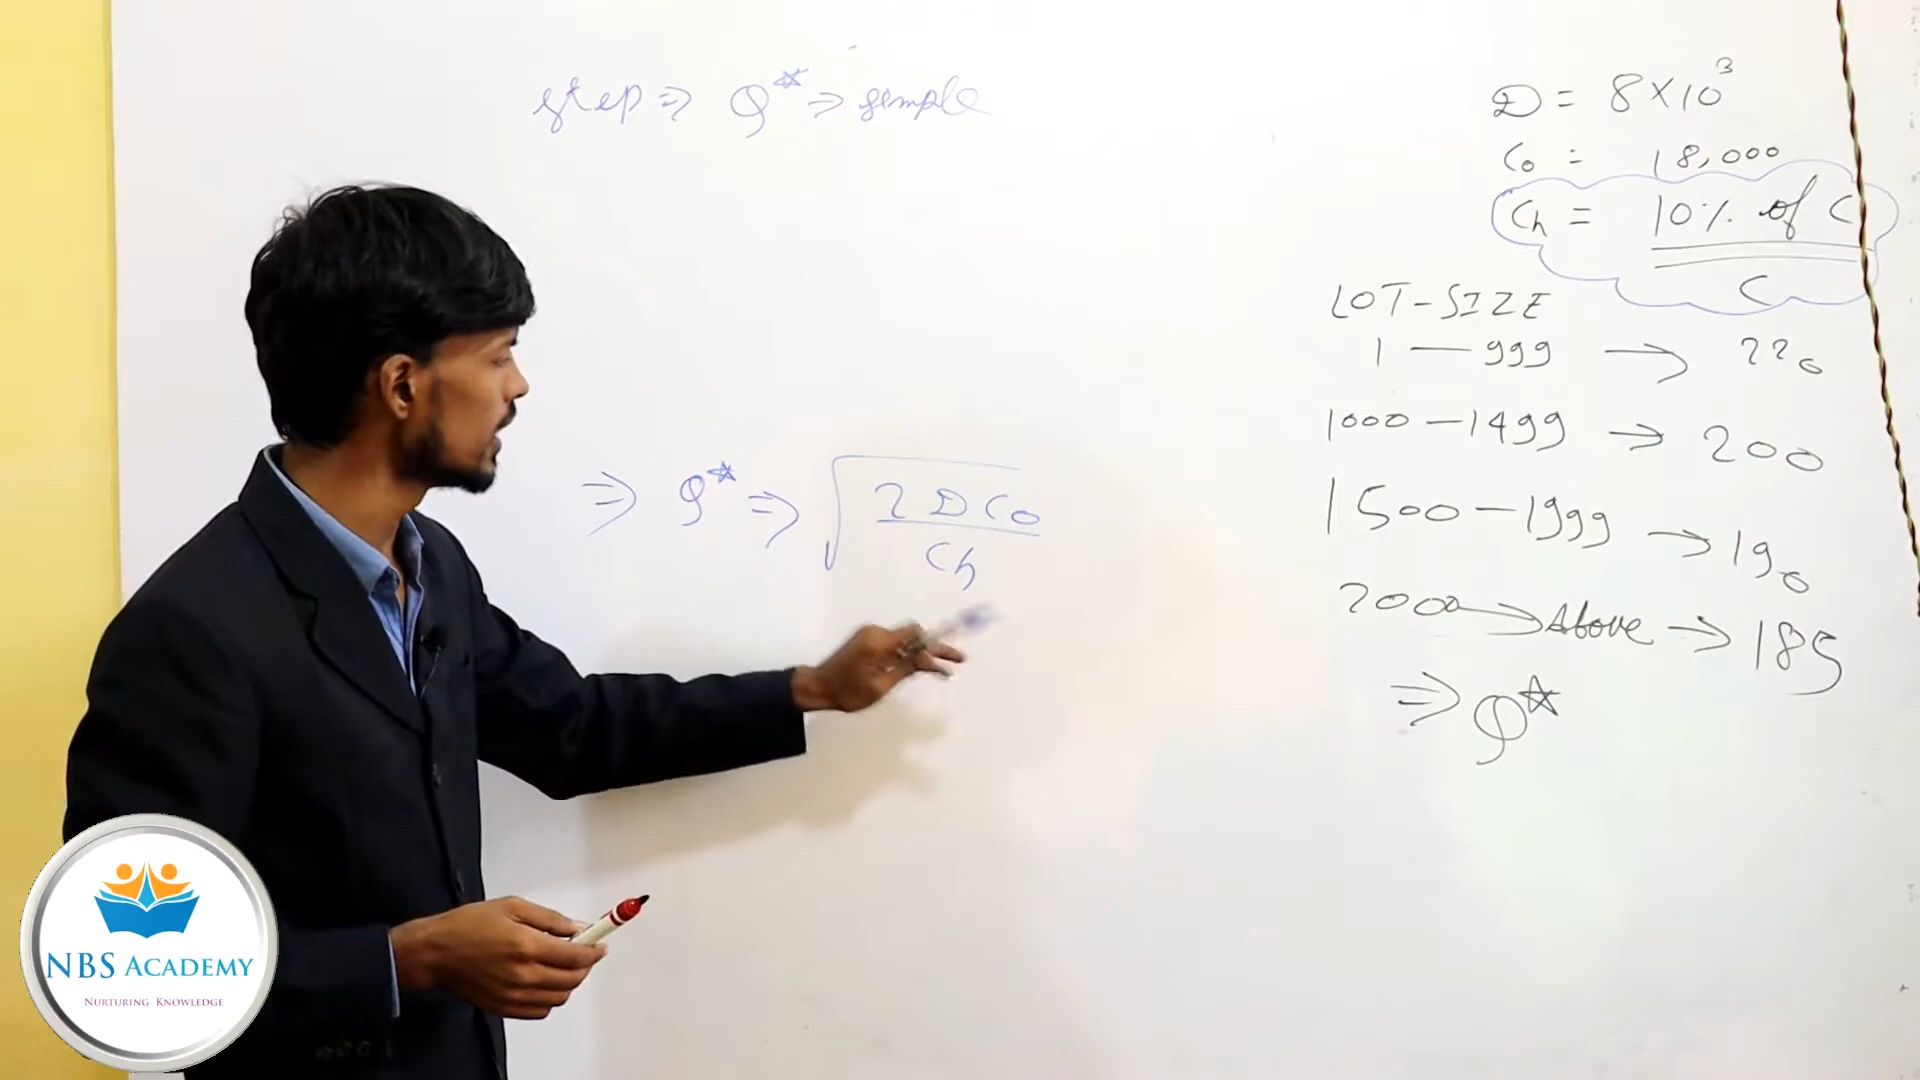 step ⇒ Q* ⇒ simple
⇒ Q* ⇒ √(2DCo / Ch)
D = 8×10³
Co = 18,000
Ch = 10% of C
C
LOT-SIZE
1 — 999 → 220
1000 — 1499 → 200
1500 — 1999 → 190
2000 → Above → 185
⇒ Q*
NBS ACADEMY
NURTURING KNOWLEDGE